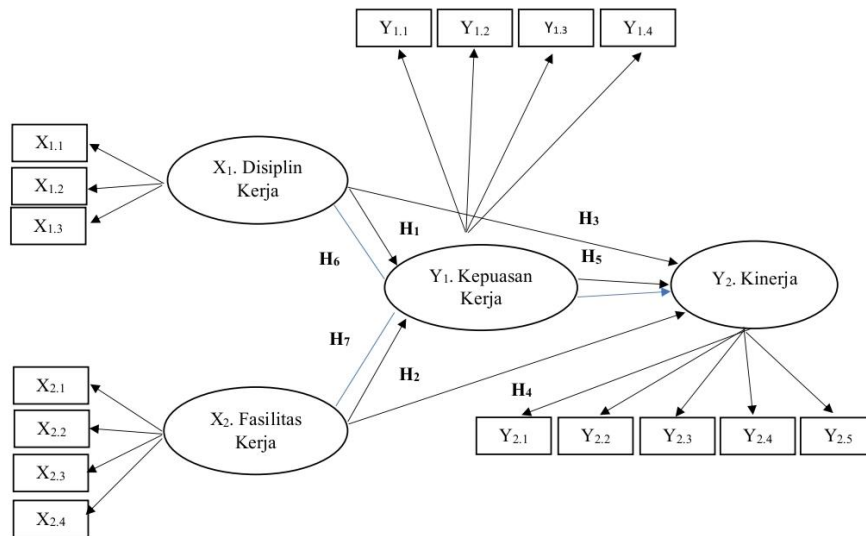 Y1.1 Y1.2 Y1.3 Y1.4
X1.1
X1.2
X1.3
X1. Disiplin
Kerja
H1
H3
H6
H5
Y1. Kepuasan
Kerja
Y2. Kinerja
H7
H2
H4
X2.1
X2.2
X2.3
X2.4
X2. Fasilitas
Kerja
Y2.1 Y2.2 Y2.3 Y2.4 Y2.5